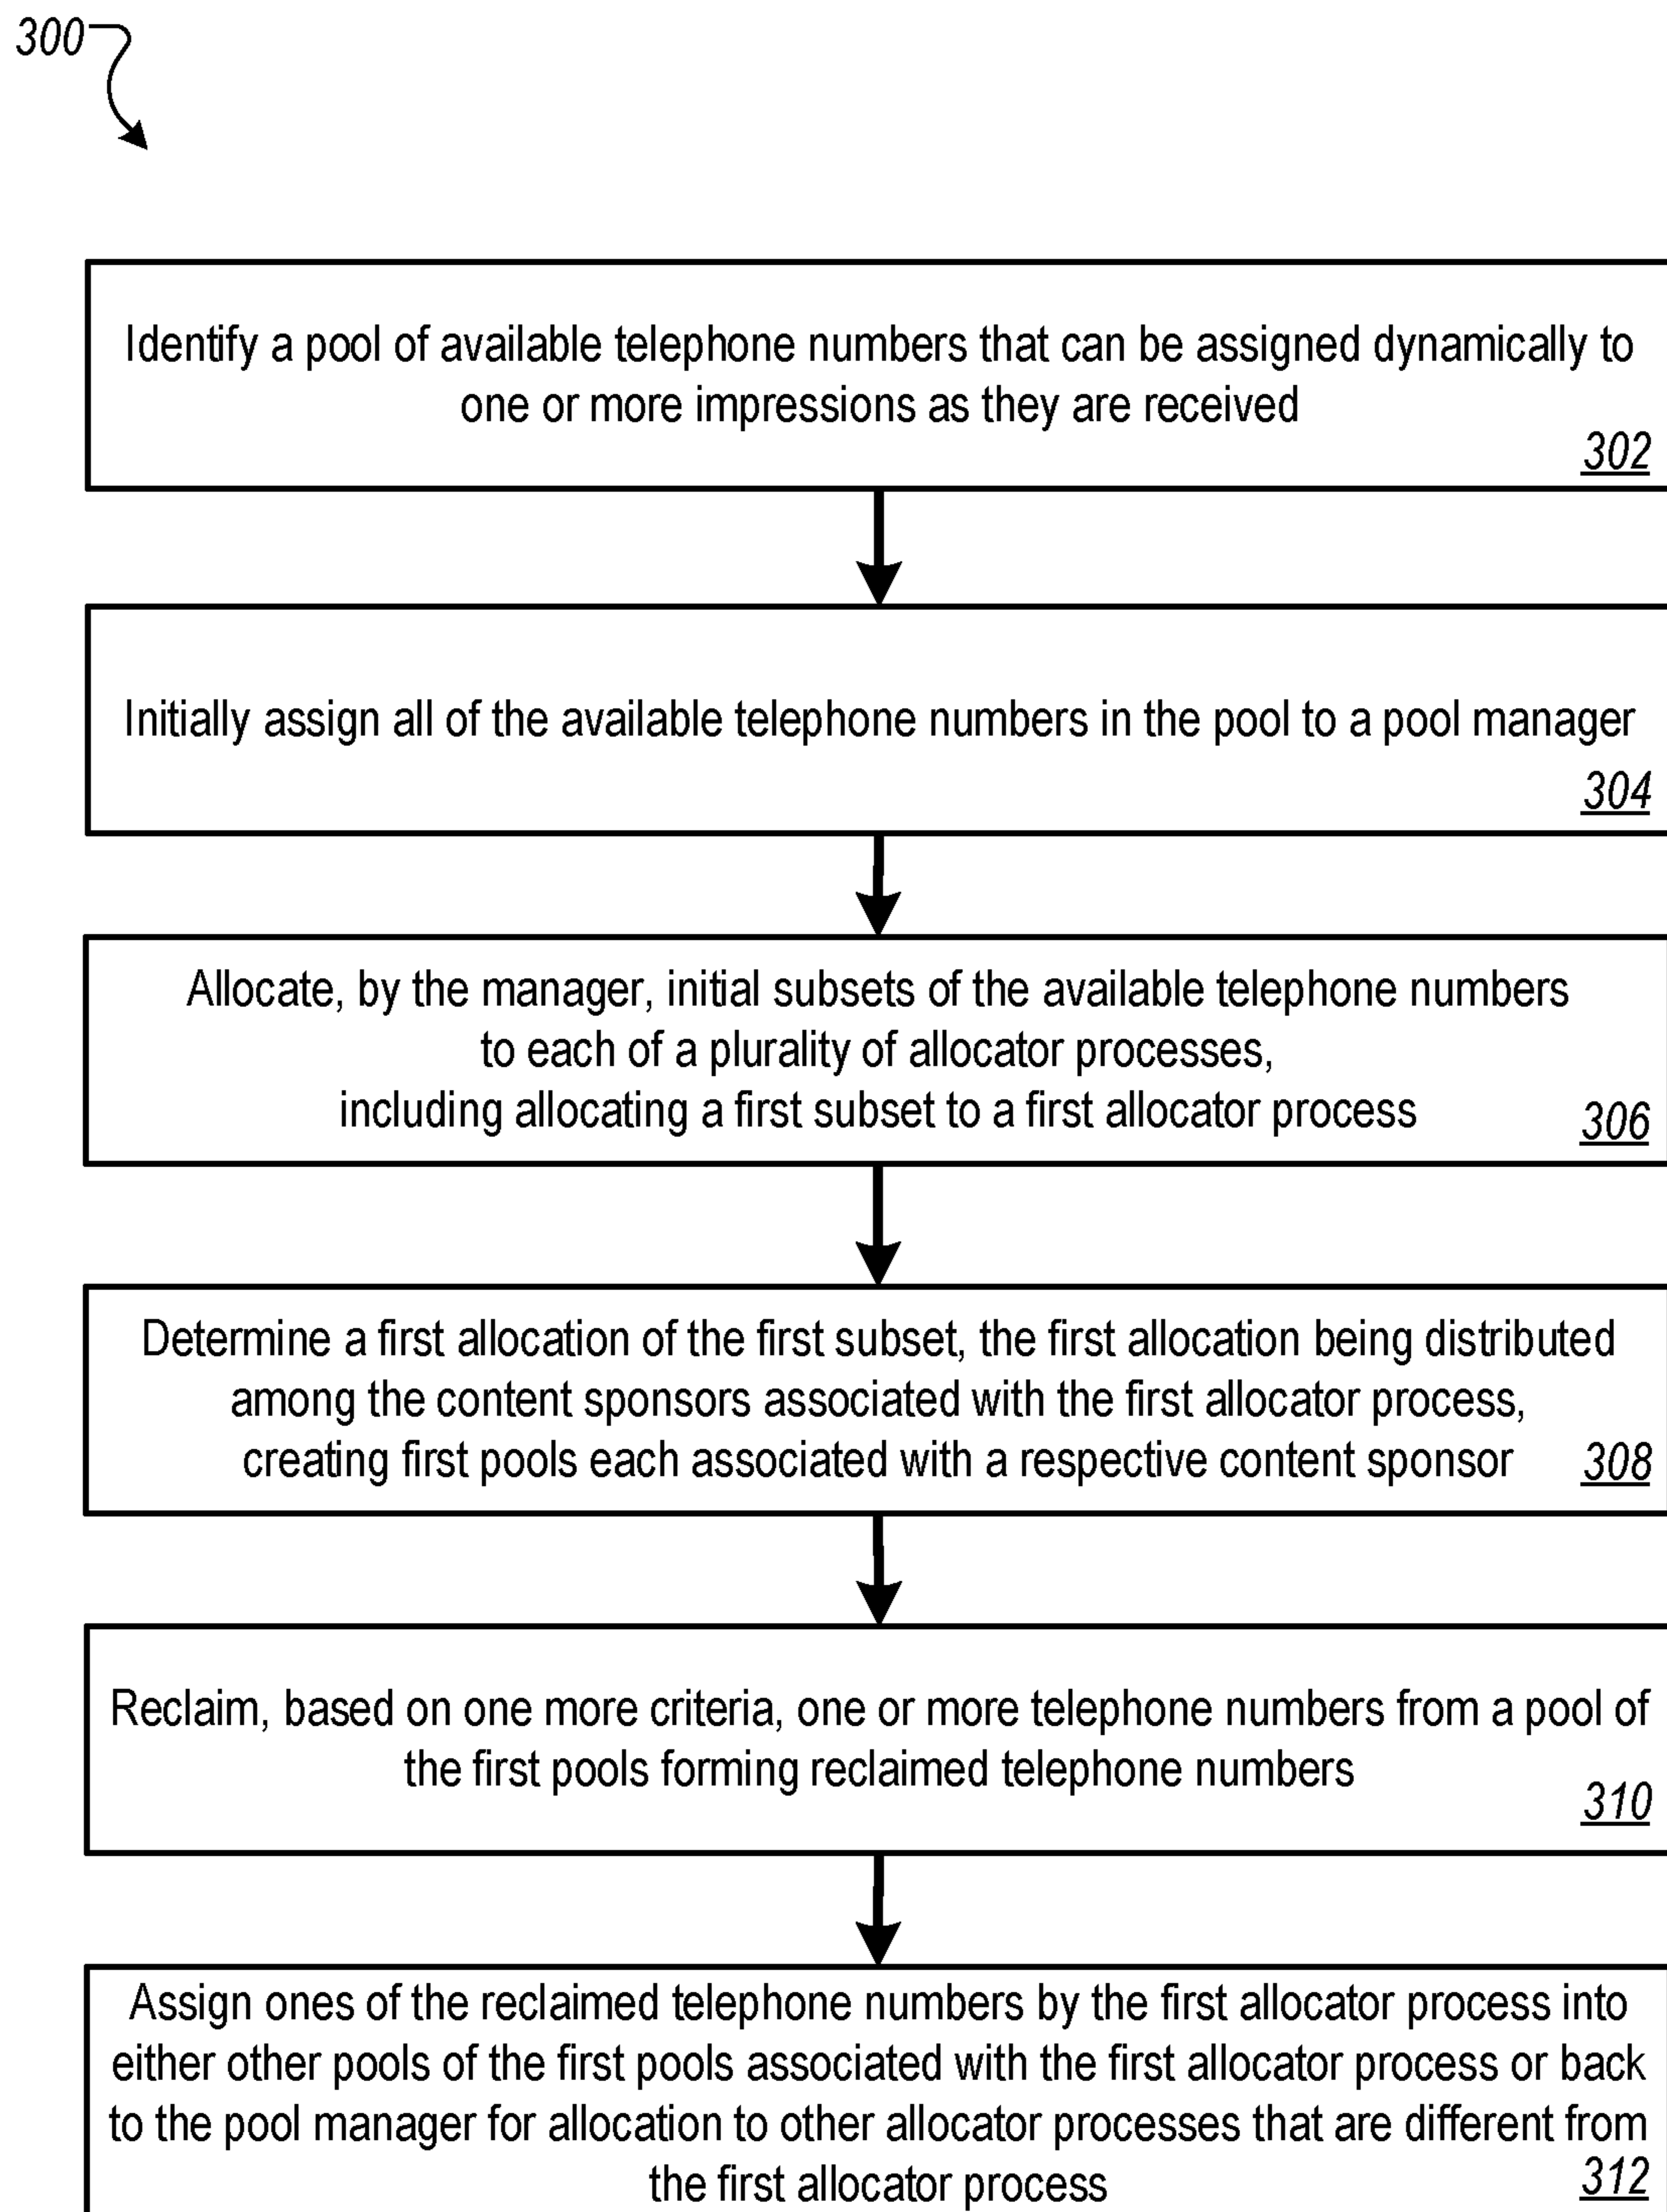 300
Identify a pool of available telephone numbers that can be assigned dynamically to
one or more impressions as they are received
302
Initially assign all of the available telephone numbers in the pool to a pool manager
304
Allocate, by the manager, initial subsets of the available telephone numbers
to each of a plurality of allocator processes,
including allocating a first subset to a first allocator process
306
Determine a first allocation of the first subset, the first allocation being distributed
among the content sponsors associated with the first allocator process,
creating first pools each associated with a respective content sponsor
308
Reclaim, based on one more criteria, one or more telephone numbers from a pool of
the first pools forming reclaimed telephone numbers
310
Assign ones of the reclaimed telephone numbers by the first allocator process into
either other pools of the first pools associated with the first allocator process or back
to the pool manager for allocation to other allocator processes that are different from
the first allocator process
312